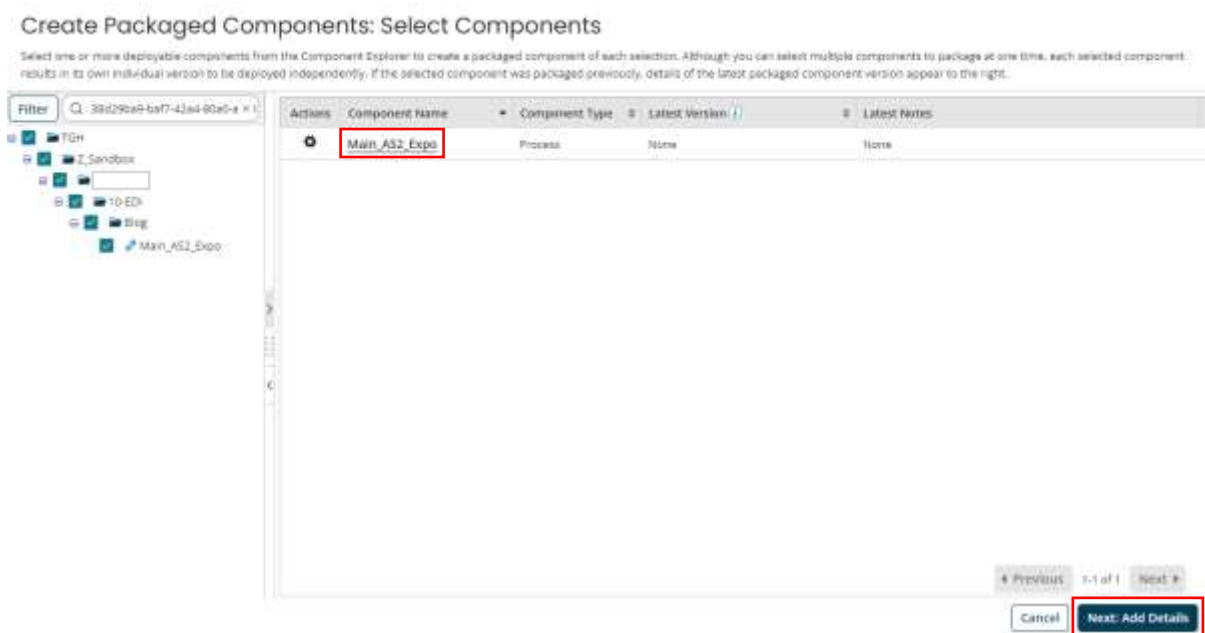 Create Packaged Components: Select Components
Select one or more deployable components from the Component Explorer to create a packaged component of each selection. Although you can select multiple components to package at one time, each selected component
results in its own individual version to be deployed independently. If the selected component was packaged previously, details of the latest packaged component version appear to the right.
Filter
Actions Component Name Component Type Latest Version Latest Notes
TGH
Main_AS2_Expo Process None None
Z_Sandbox
10-EDI
Blog
Main_AS2_Expo
Previous 1-1 of 1 Next
Cancel Next: Add Details